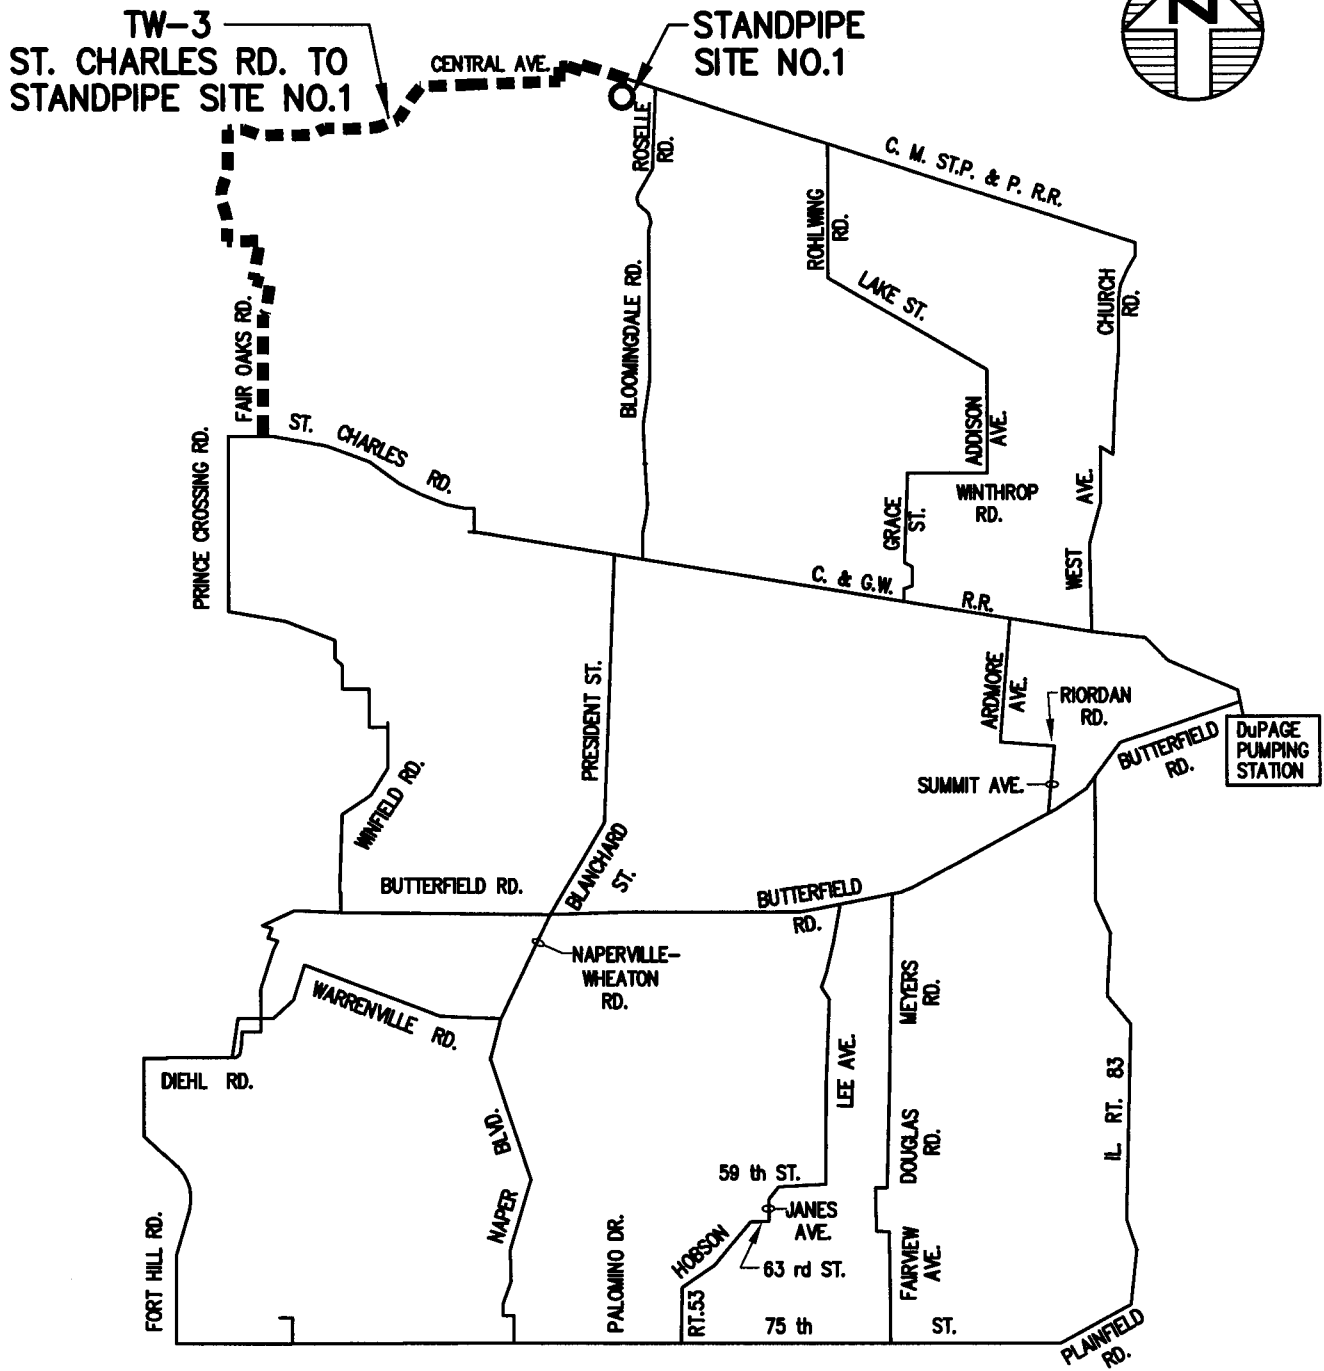 TW-3
ST. CHARLES RD. TO
STANDPIPE SITE NO.1
STANDPIPE
SITE NO.1
N
CENTRAL AVE.
ROSELLE
RD.
C. M. ST.P. & P. R.R.
ROHLWING
RD.
LAKE ST.
CHURCH
RD.
BLOOMINGDALE RD.
FAIR OAKS RD.
ADDISON
AVE.
ST. CHARLES RD.
PRINCE CROSSING RD.
WINTHROP
RD.
GRACE
ST.
WEST AVE.
C. & G.W. R.R.
ARDMORE
AVE.
RIORDAN
RD.
PRESIDENT ST.
BUTTERFIELD
RD.
DuPAGE
PUMPING
STATION
SUMMIT AVE.
WINFIELD RD.
BLANCHARD
ST.
BUTTERFIELD RD.
BUTTERFIELD
RD.
NAPERVILLE-
WHEATON
RD.
WARRENVILLE RD.
MEYERS
RD.
LEE AVE.
IL. RT. 83
DIEHL RD.
NAPER BLVD.
DOUGLAS
RD.
59 th ST.
JANES
AVE.
HOBSON
63 rd ST.
FORT HILL RD.
PALOMINO DR.
RT.53
FAIRVIEW
AVE.
75 th ST.
PLAINFIELD
RD.